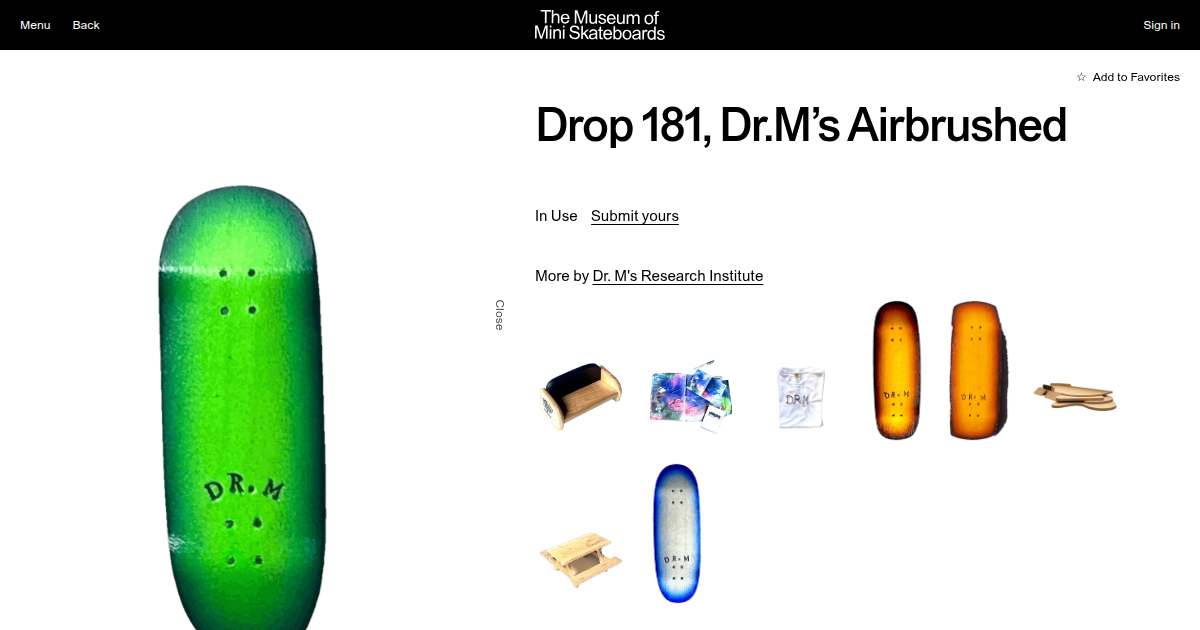 Menu
Back
The Museum of
Mini Skateboards
Sign in
☆ Add to Favorites
Drop 181, Dr.M’s Airbrushed
In Use Submit yours
More by Dr. M's Research Institute
Close
DR.M
DR.M
DR.M
DR.M
DR.M